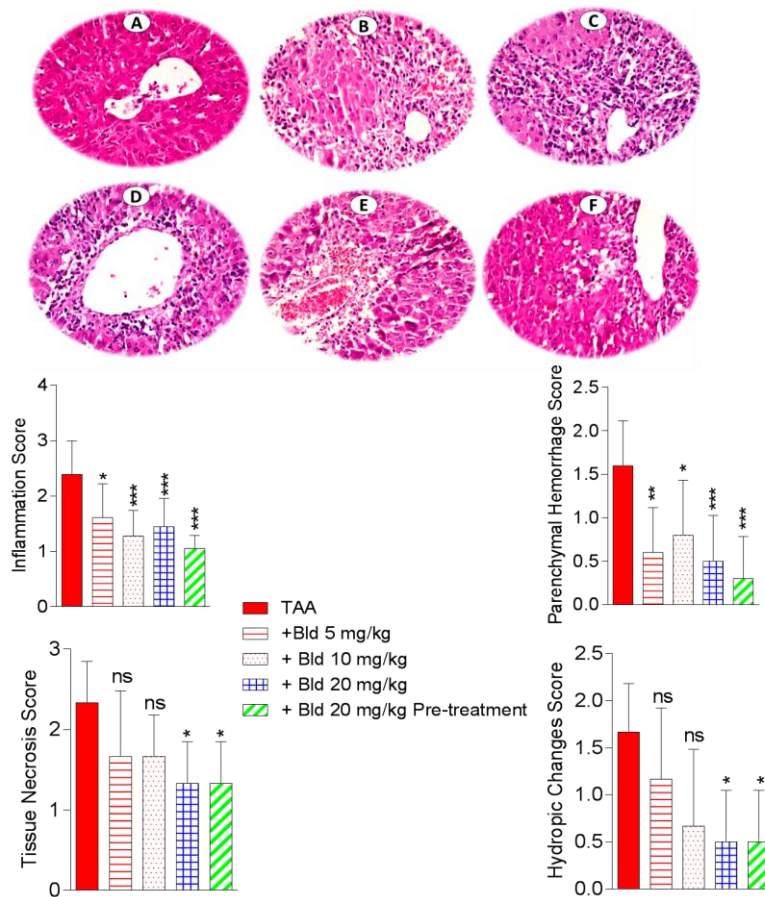 A
B
C
D
E
F
Inflammation Score
4
3
2
1
0
*
***
***
***
Parenchymal Hemorrhage Score
2.5
2.0
1.5
1.0
0.5
0.0
**
*
***
***
TAA
+Bld 5 mg/kg
+ Bld 10 mg/kg
+ Bld 20 mg/kg
+ Bld 20 mg/kg Pre-treatment
Tissue Necrosis Score
3
2
1
0
ns
ns
*
*
Hydropic Changes Score
2.5
2.0
1.5
1.0
0.5
0.0
ns
ns
*
*